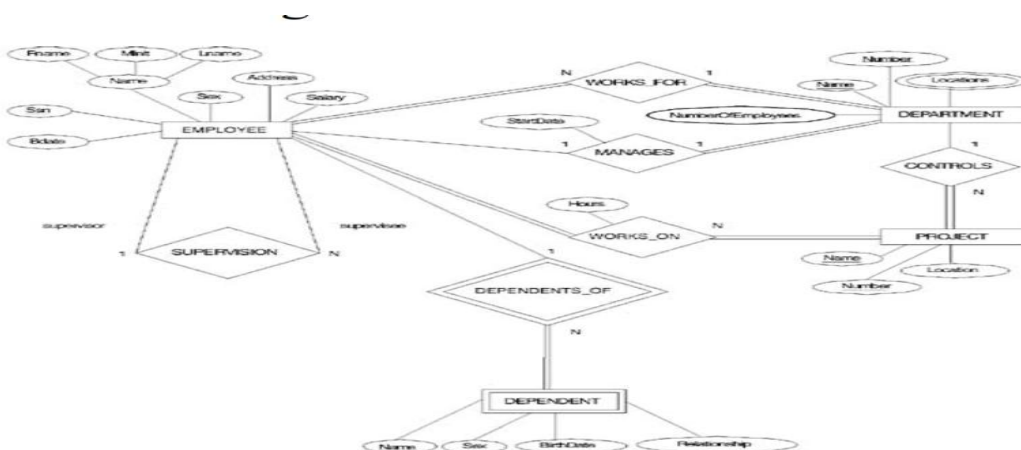 Fname Minit Lname
Name Address
Sex Salary
Ssn
Bdate
EMPLOYEE
N WORKS_FOR 1
StartDate
1 MANAGES 1
Number
Name Locations
NumberOfEmployees
DEPARTMENT
1
CONTROLS
N
supervisor supervisee
1 SUPERVISION N
Hours
WORKS_ON N
PROJECT
Name
Number Location
1
DEPENDENTS_OF
N
DEPENDENT
Name Sex BirthDate Relationship